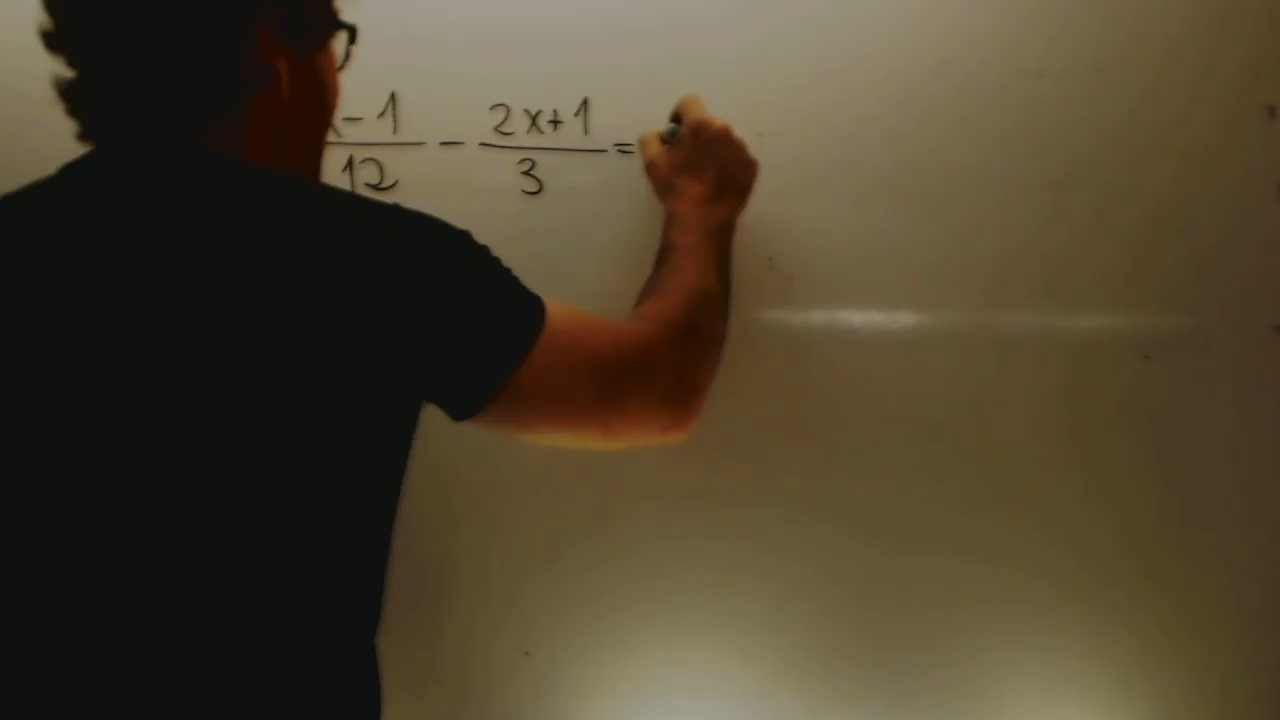 x-1 / 12 - 2x+1 / 3 =